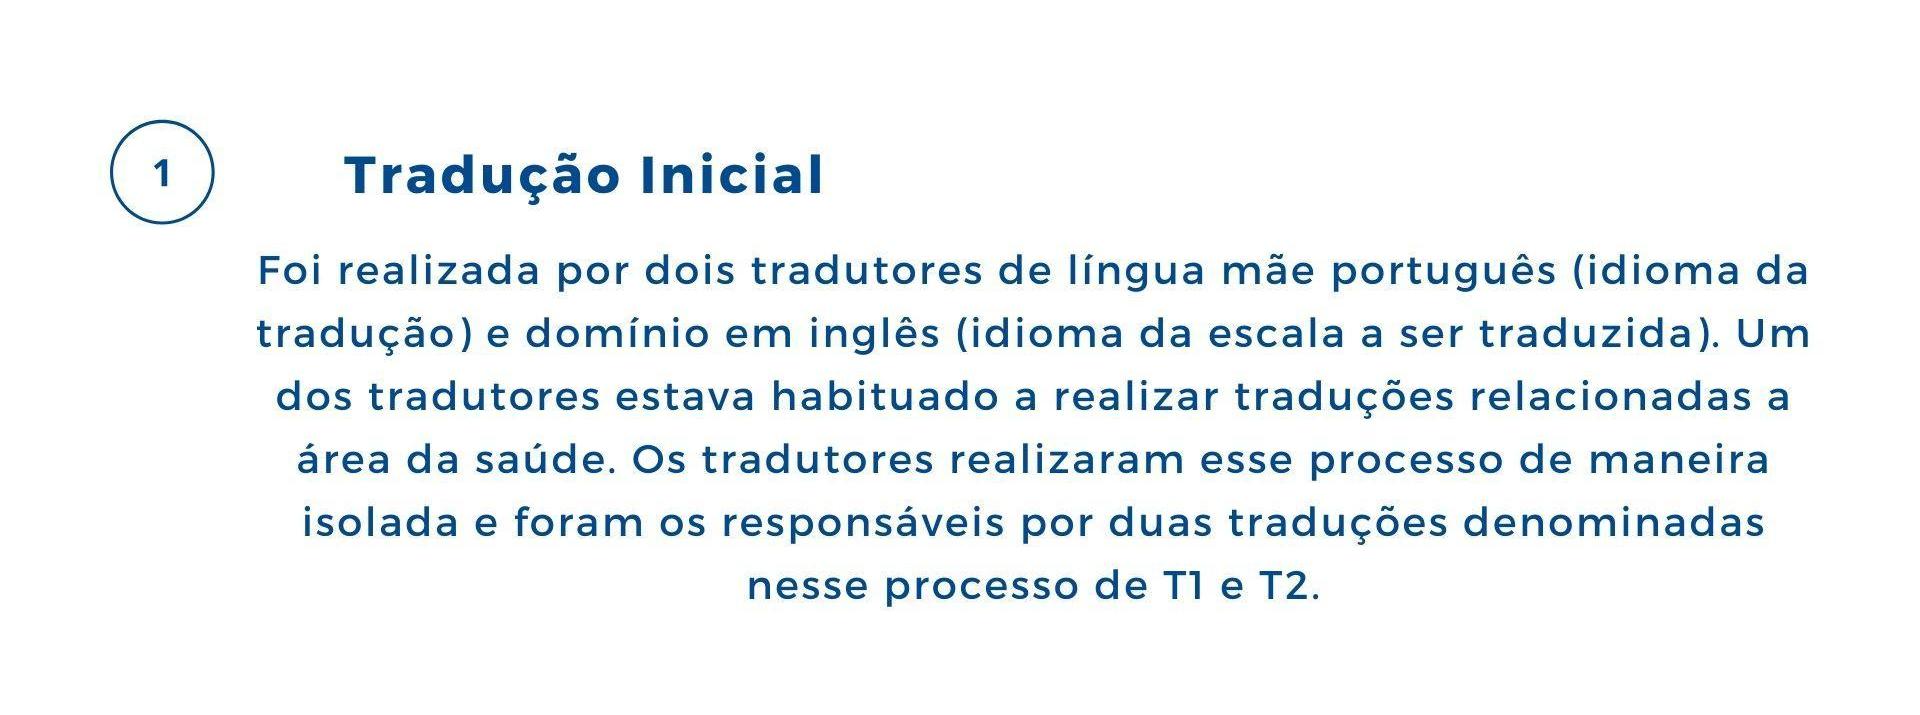 1
Tradução Inicial
Foi realizada por dois tradutores de língua mãe português (idioma da
tradução) e domínio em inglês (idioma da escala a ser traduzida). Um
dos tradutores estava habituado a realizar traduções relacionadas a
área da saúde. Os tradutores realizaram esse processo de maneira
isolada e foram os responsáveis por duas traduções denominadas
nesse processo de T1 e T2.